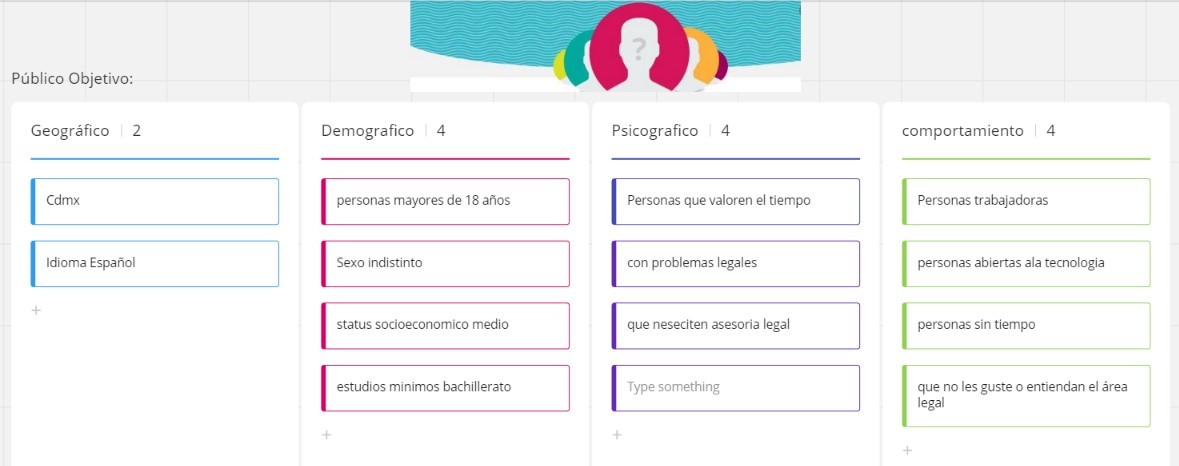 ?
Público Objetivo:
Geográfico | 2
Cdmx
Idioma Español
+
Demografico | 4
personas mayores de 18 años
Sexo indistinto
status socioeconomico medio
estudios minimos bachillerato
+
Psicografico | 4
Personas que valoren el tiempo
con problemas legales
que neseciten asesoria legal
Type something
+
comportamiento | 4
Personas trabajadoras
personas abiertas ala tecnologia
personas sin tiempo
que no les guste o entiendan el área
legal
+